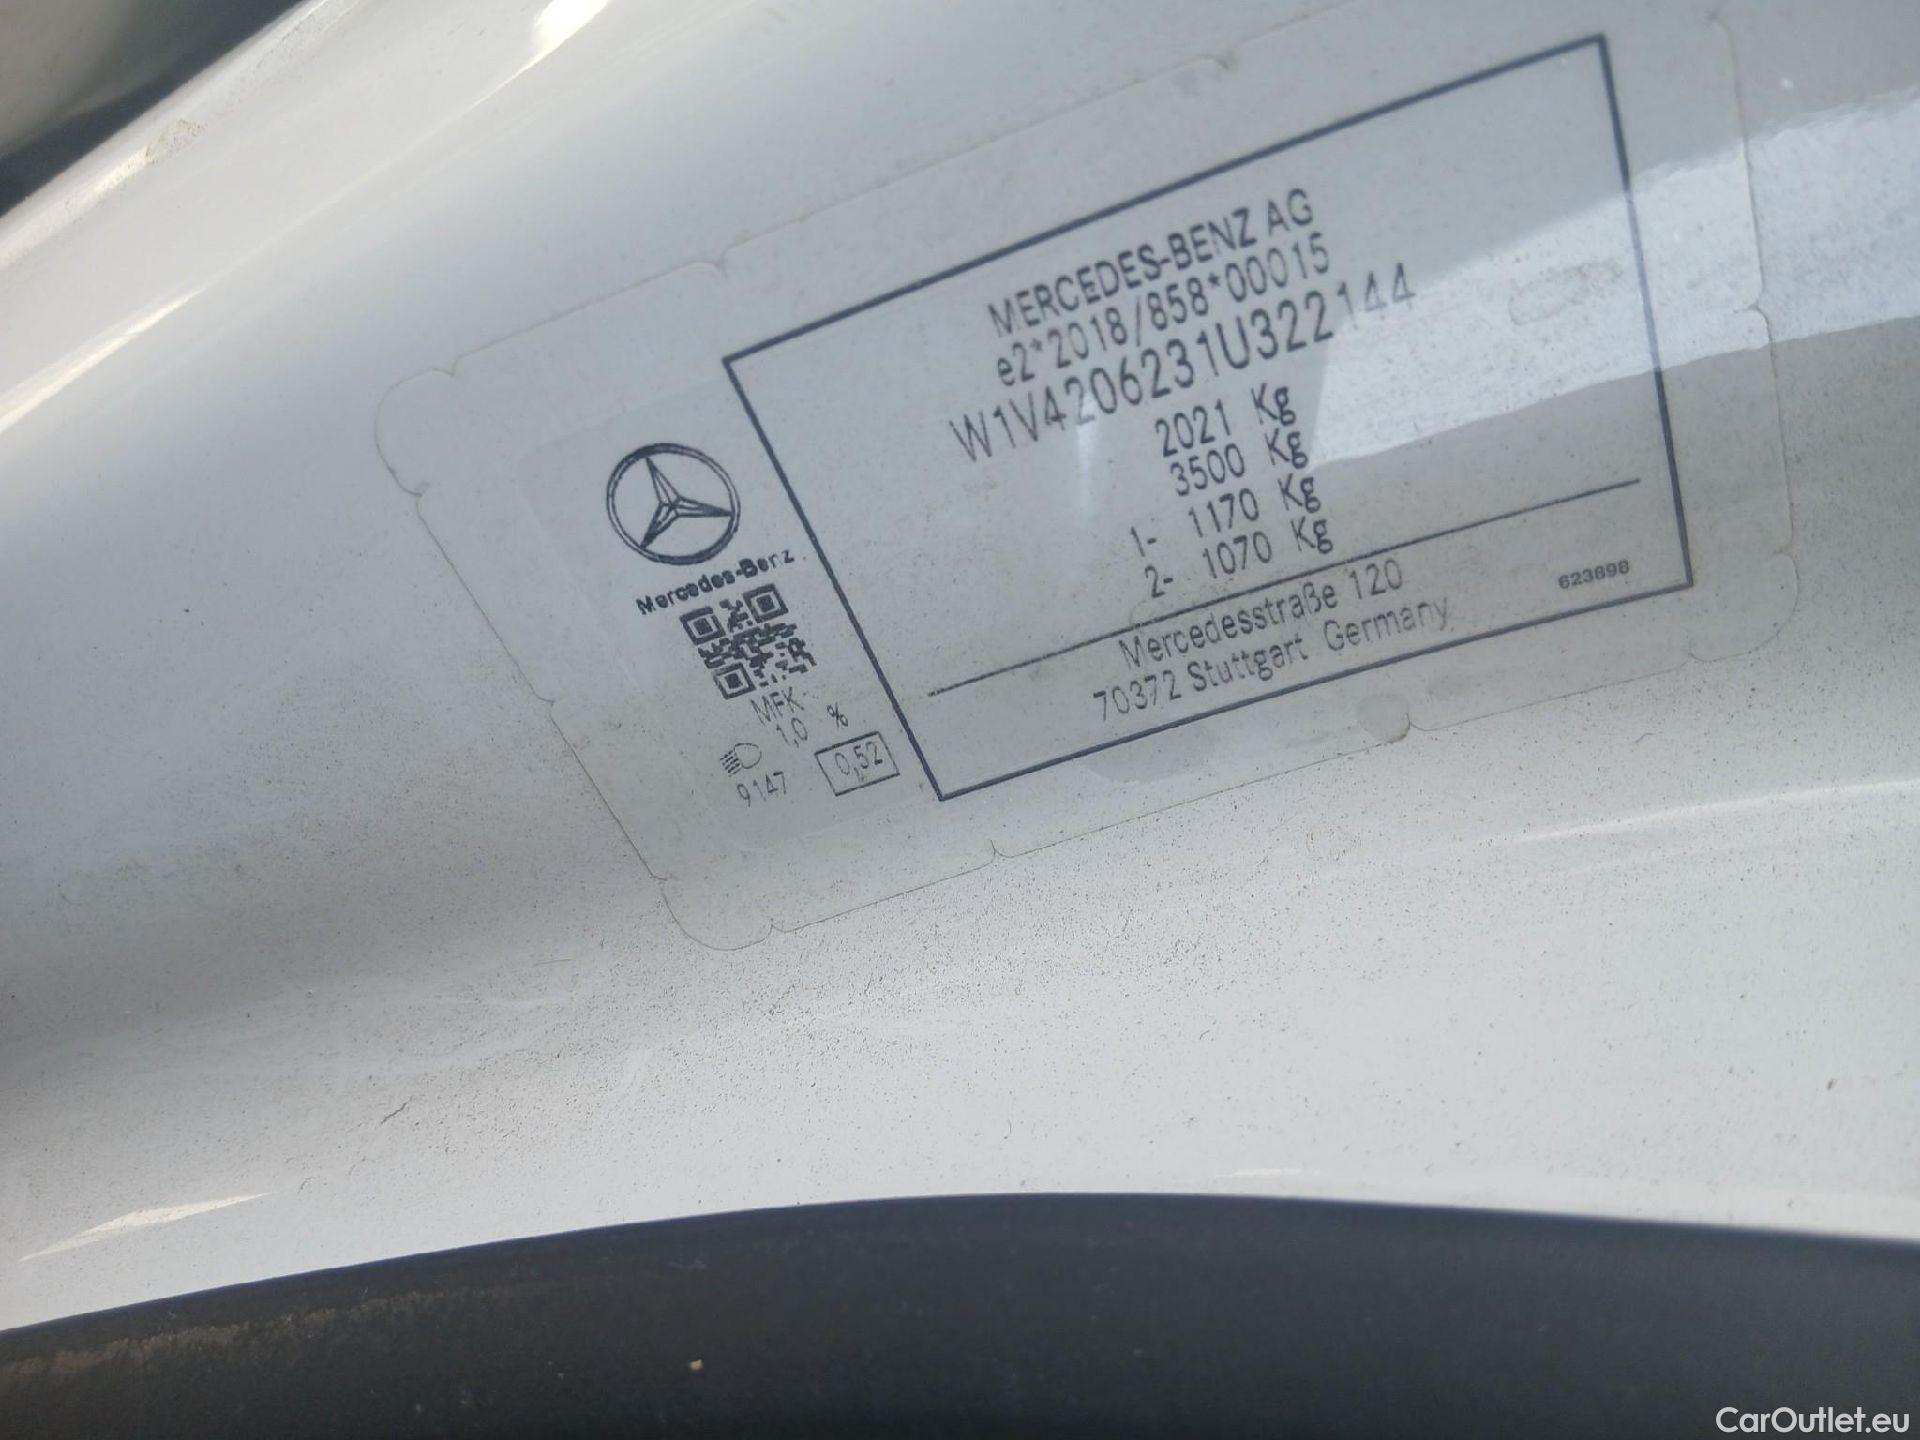 MERCEDES-BENZ AG
e2*2018/858*00015
W1V4206231U322144
2021 Kg
3500 Kg
1- 1170 Kg
2- 1070 Kg
Mercedesstraße 120
70372 Stuttgart Germany
623898
Mercedes-Benz
MFK
1,0 %
9147
0,52
CarOutlet.eu